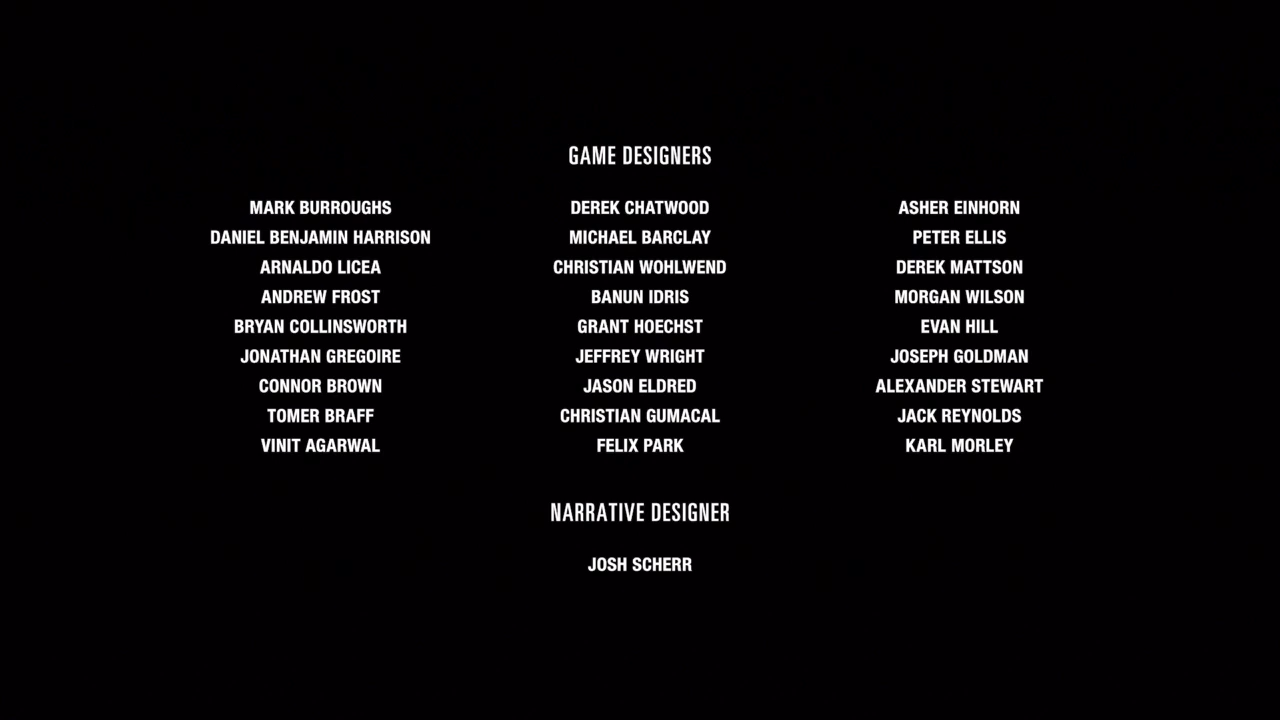 GAME DESIGNERS
MARK BURROUGHS DEREK CHATWOOD ASHER EINHORN
DANIEL BENJAMIN HARRISON MICHAEL BARCLAY PETER ELLIS
ARNALDO LICEA CHRISTIAN WOHLWEND DEREK MATTSON
ANDREW FROST BANUN IDRIS MORGAN WILSON
BRYAN COLLINSWORTH GRANT HOECHST EVAN HILL
JONATHAN GREGOIRE JEFFREY WRIGHT JOSEPH GOLDMAN
CONNOR BROWN JASON ELDRED ALEXANDER STEWART
TOMER BRAFF CHRISTIAN GUMACAL JACK REYNOLDS
VINIT AGARWAL FELIX PARK KARL MORLEY
NARRATIVE DESIGNER
JOSH SCHERR